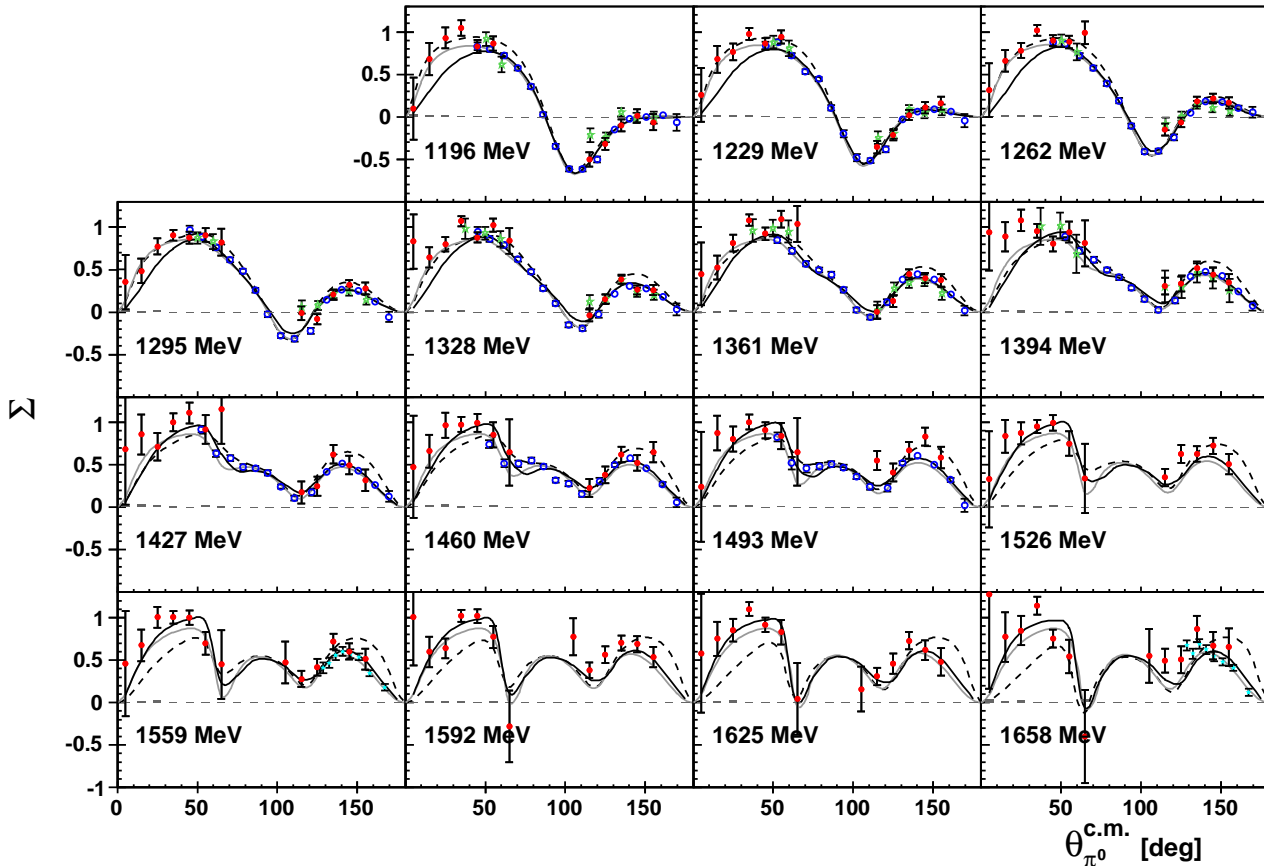 1
0.5
0
-0.5
1196 MeV
1229 MeV
1262 MeV
1
0.5
0
-0.5
1295 MeV
1328 MeV
1361 MeV
1394 MeV
Σ
1
0.5
0
-0.5
1427 MeV
1460 MeV
1493 MeV
1526 MeV
1
0.5
0
-0.5
-1
1559 MeV
1592 MeV
1625 MeV
1658 MeV
0 50 100 150 50 100 150 50 100 150 50 100 150
θ_{π^0}^{c.m.} [deg]